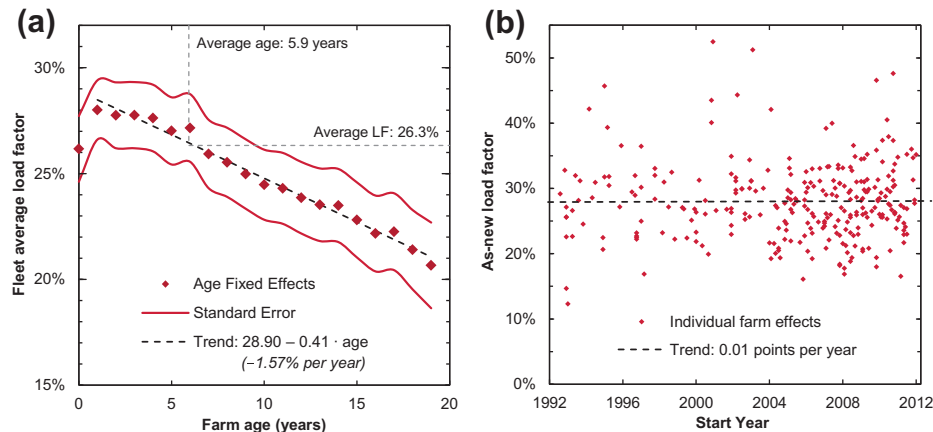 (a)
Fleet average load factor
30%
25%
20%
15%
Average age: 5.9 years
Average LF: 26.3%
Age Fixed Effects
Standard Error
Trend: 28.90 – 0.41 · age
(–1.57% per year)
0 5 10 15 20
Farm age (years)
(b)
As-new load factor
50%
40%
30%
20%
10%
0%
Individual farm effects
Trend: 0.01 points per year
1992 1996 2000 2004 2008 2012
Start Year